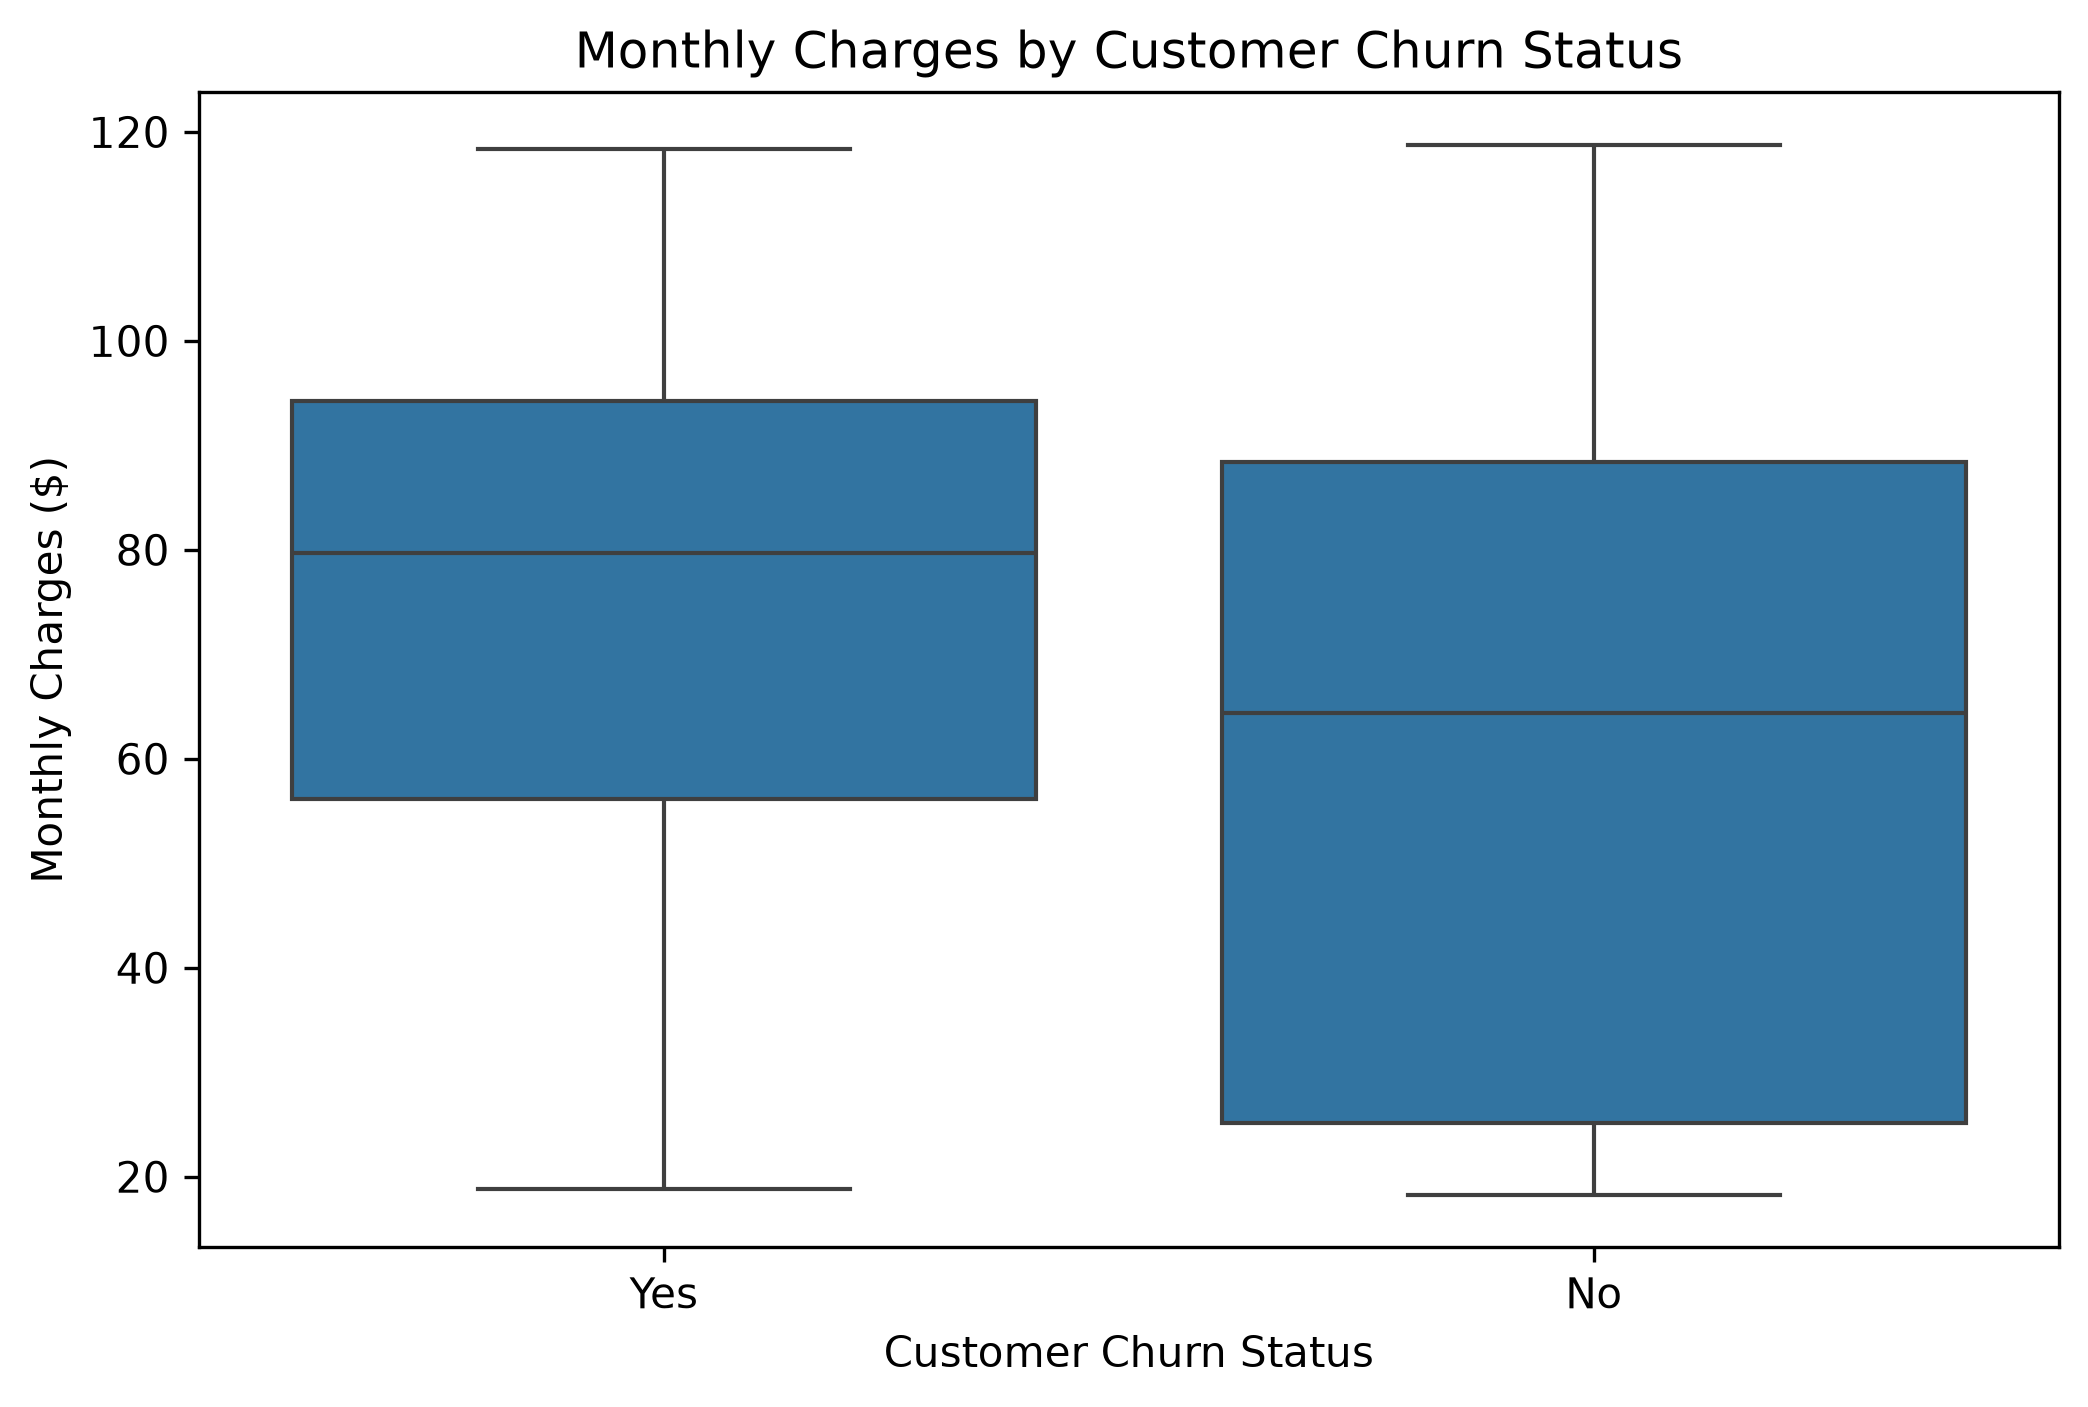 Monthly Charges by Customer Churn Status
Monthly Charges ($)
120
100
80
60
40
20
Yes
No
Customer Churn Status